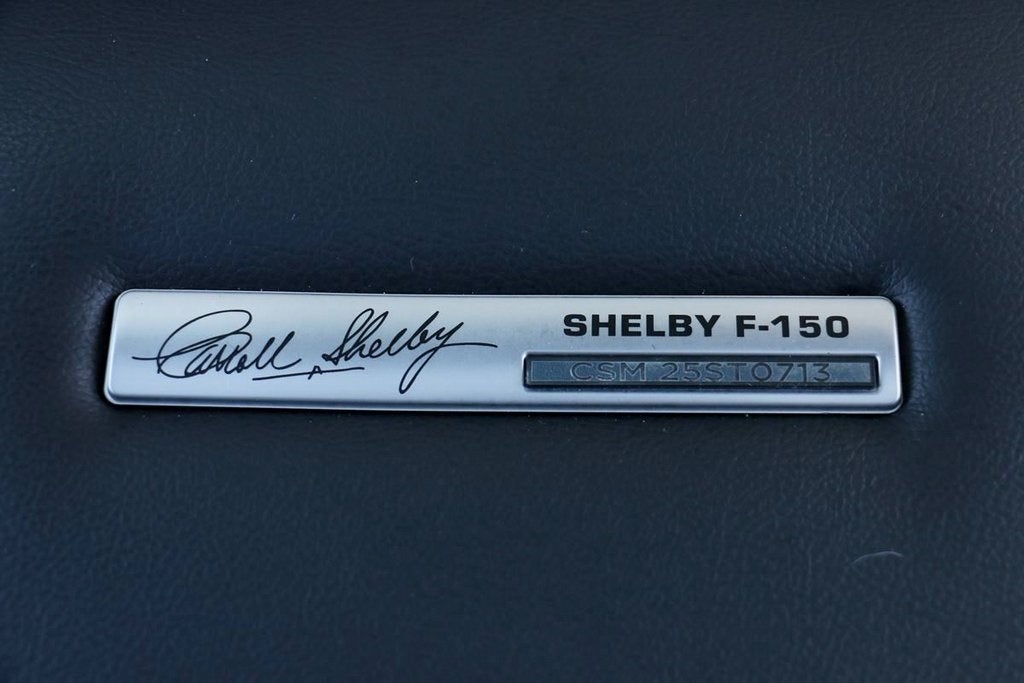 Carroll Shelby
SHELBY F-150
CSM 25ST0713